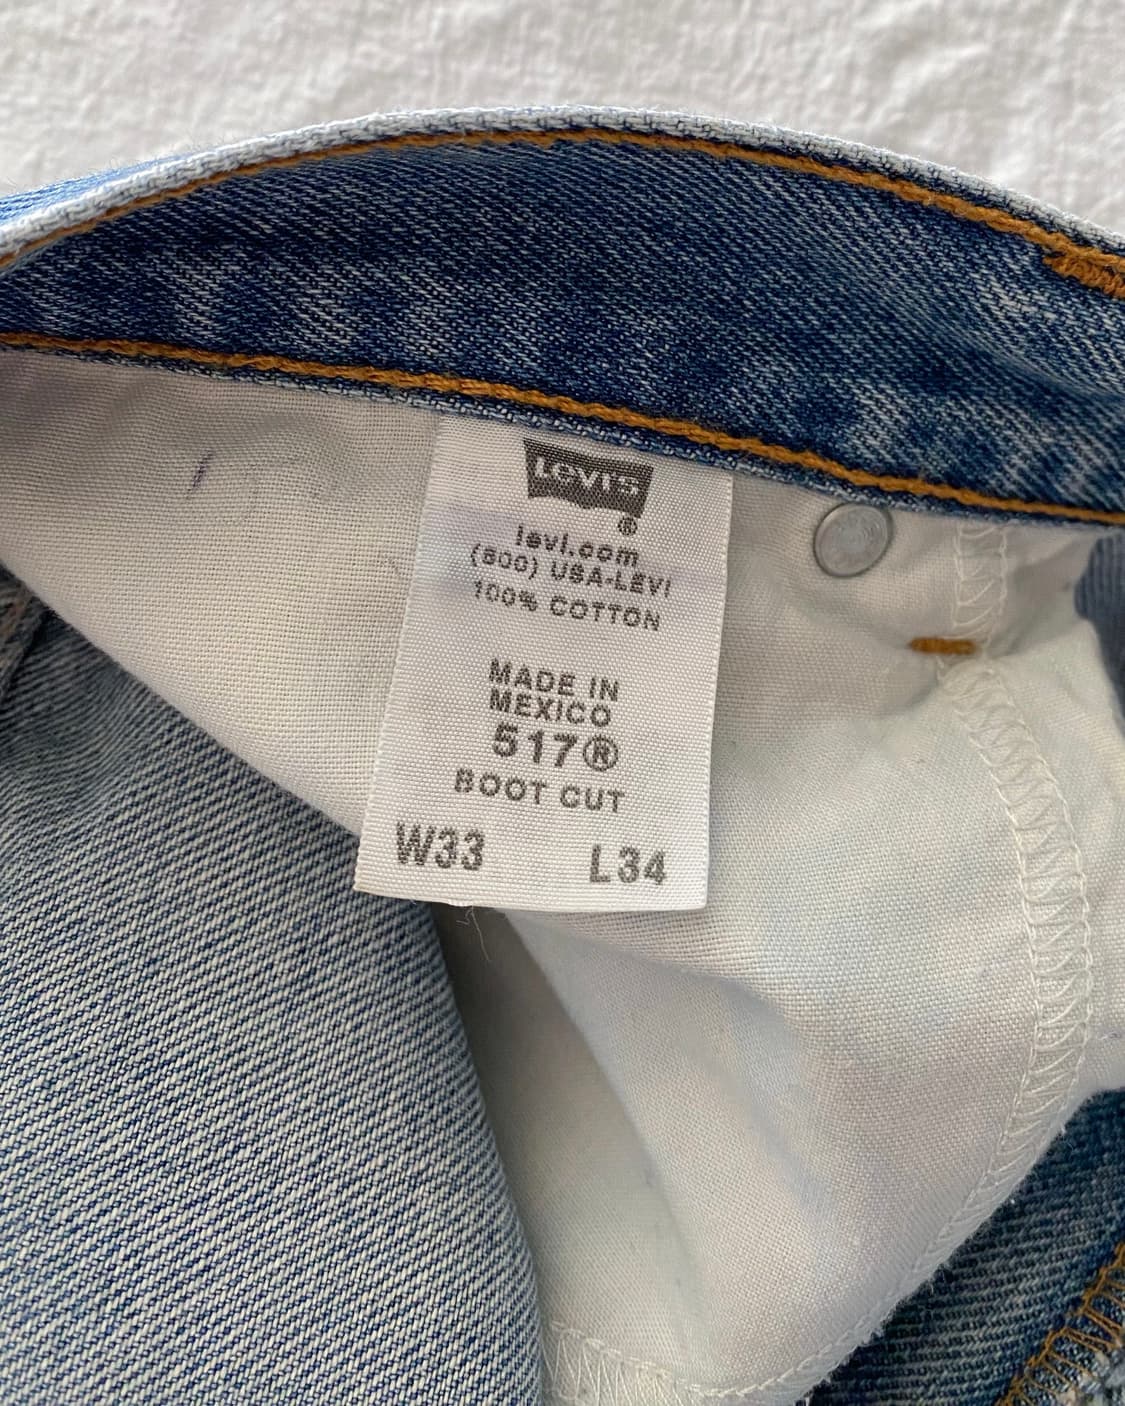 Levi's
®
levi.com
(800) USA-LEVI
100% COTTON
MADE IN
MEXICO
517®
BOOT CUT
W33 L34